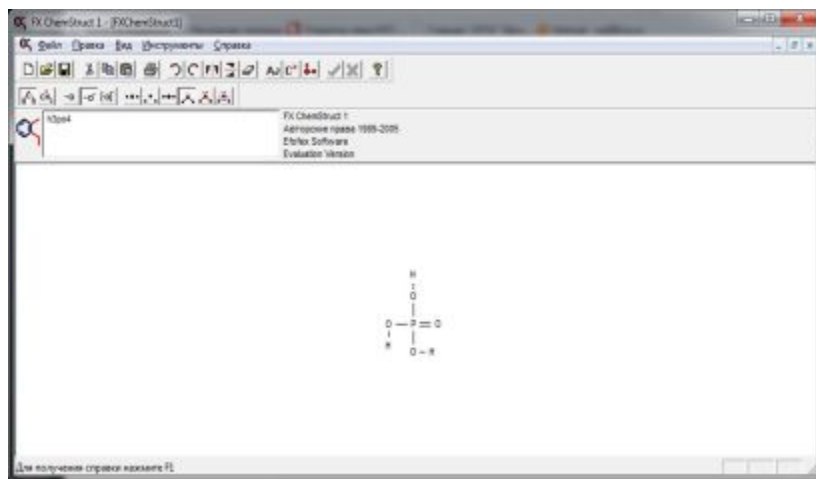 FX ChemStruct 1 - [FXChemStruct1]
Файл Правка Вид Инструменты Справка
h3po4
FX ChemStruct 1
Авторские права 1999-2005
Efofex Software
Evaluation Version
H
O
O P O
H
O H
Для получения справки нажмите F1